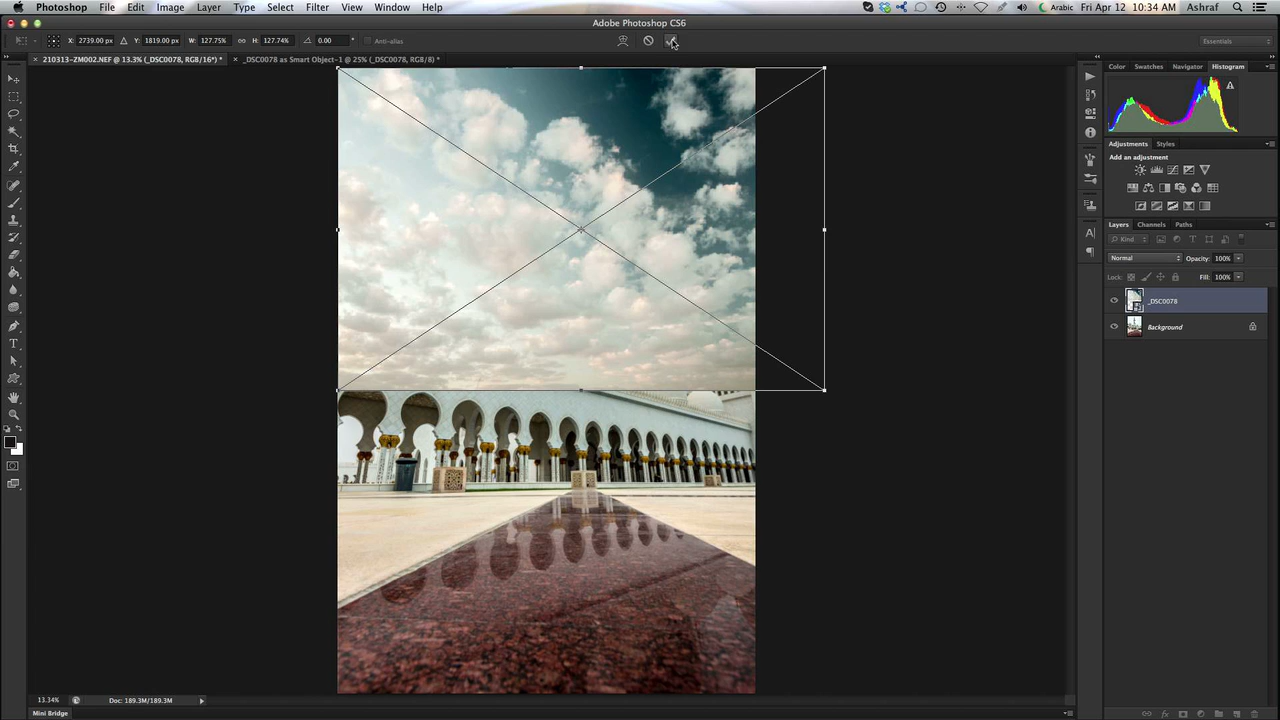 Photoshop File Edit Image Layer Type Select Filter View Window Help Arabic Fri Apr 12 10:34 AM Ashraf
Adobe Photoshop CS6
X: 2739.00 px Y: 1819.00 px W: 127.75% H: 127.74% 0.00 ° Anti-alias Essentials
× 210313-ZM002.NEF @ 13.3% (_DSC0078, RGB/16*) * × _DSC0078 as Smart Object-1 @ 25% (_DSC0078, RGB/8) *
Color Swatches Navigator Histogram
Adjustments Styles
Add an adjustment
Layers Channels Paths
Kind
Normal Opacity: 100%
Lock: Fill: 100%
_DSC0078
Background
13.34% Doc: 189.3M/189.3M
Mini Bridge